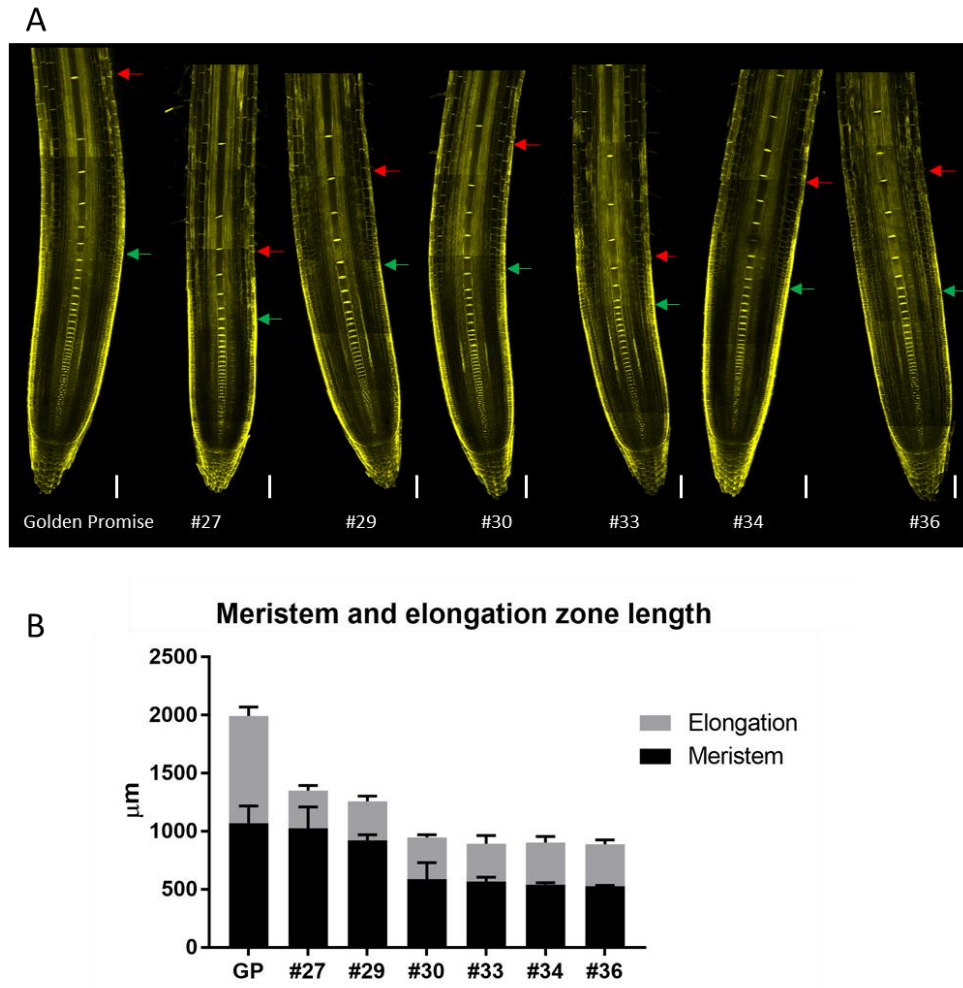 A
Golden Promise #27 #29 #30 #33 #34 #36
B
Meristem and elongation zone length
2500
2000
1500
1000
500
0
μm
Elongation
Meristem
GP #27 #29 #30 #33 #34 #36